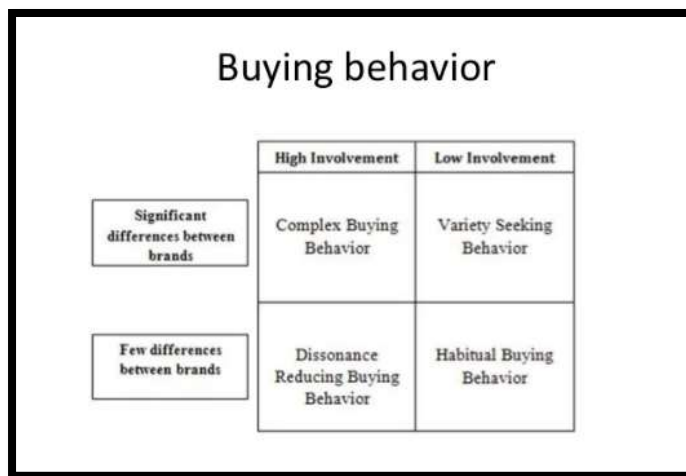 Buying behavior
High Involvement
Low Involvement
Significant
differences between
brands
Complex Buying
Behavior
Variety Seeking
Behavior
Few differences
between brands
Dissonance
Reducing Buying
Behavior
Habitual Buying
Behavior